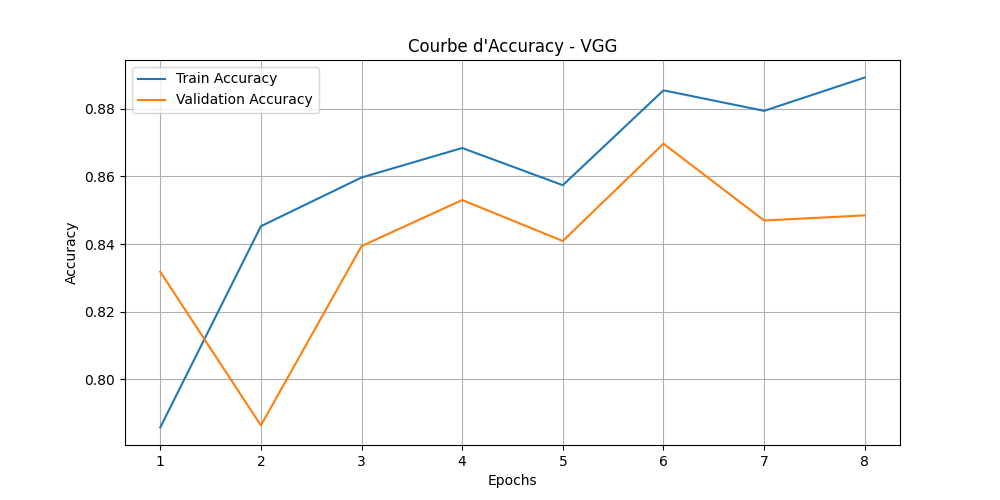 Courbe d'Accuracy - VGG
Train Accuracy
Validation Accuracy
0.88
0.86
0.84
0.82
0.80
Accuracy
1 2 3 4 5 6 7 8
Epochs